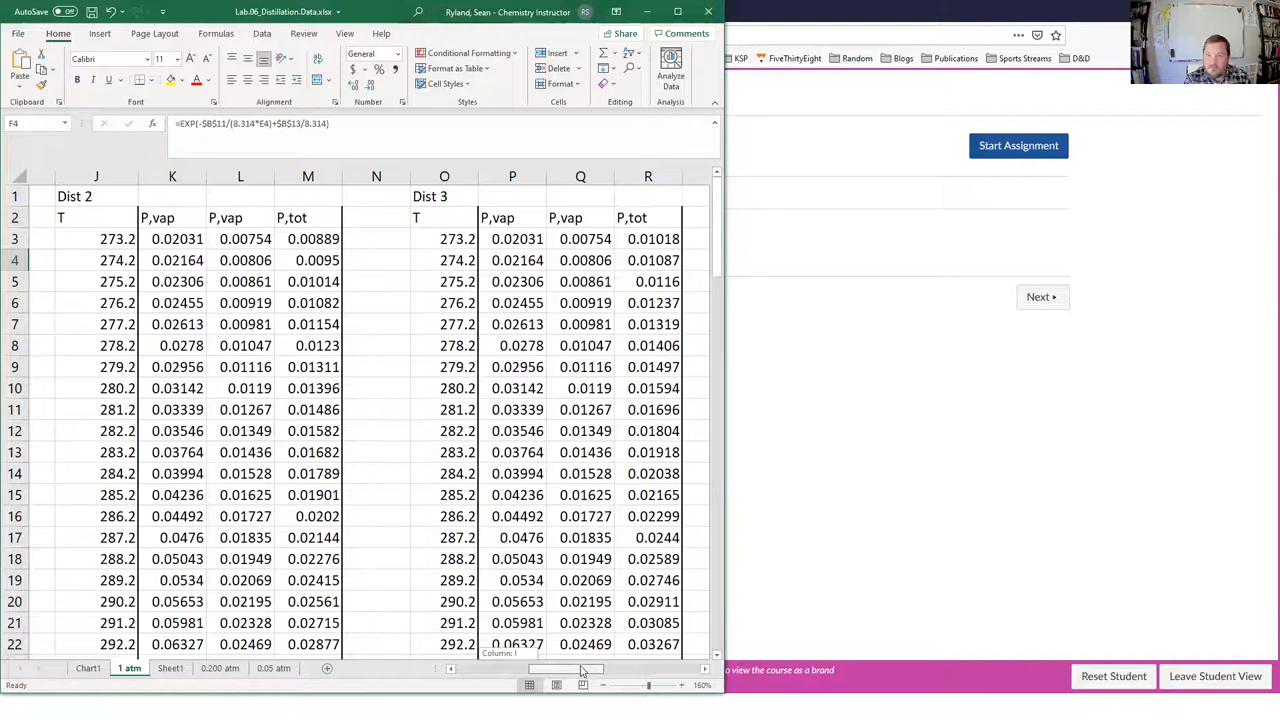 AutoSave Off Lab.06_Distillation.Data.xlsx Ryland, Sean - Chemistry Instructor RS
File Home Insert Page Layout Formulas Data Review View Help Share Comments
Paste Calibri 11 General Conditional Formatting Insert Analyze
B I U A $ % Format as Table Delete Data
Cell Styles Format
Clipboard Font Alignment Number Styles Cells Editing Analysis
F4 fx =EXP(-$B$11/(8.314*E4)+$B$13/8.314)
J K L M N O P Q R
1 Dist 2 Dist 3
2 T P,vap P,vap P,tot T P,vap P,vap P,tot
3 273.2 0.02031 0.00754 0.00889 273.2 0.02031 0.00754 0.01018
4 274.2 0.02164 0.00806 0.0095 274.2 0.02164 0.00806 0.01087
5 275.2 0.02306 0.00861 0.01014 275.2 0.02306 0.00861 0.0116
6 276.2 0.02455 0.00919 0.01082 276.2 0.02455 0.00919 0.01237
7 277.2 0.02613 0.00981 0.01154 277.2 0.02613 0.00981 0.01319
8 278.2 0.0278 0.01047 0.0123 278.2 0.0278 0.01047 0.01406
9 279.2 0.02956 0.01116 0.01311 279.2 0.02956 0.01116 0.01497
10 280.2 0.03142 0.0119 0.01396 280.2 0.03142 0.0119 0.01594
11 281.2 0.03339 0.01267 0.01486 281.2 0.03339 0.01267 0.01696
12 282.2 0.03546 0.01349 0.01582 282.2 0.03546 0.01349 0.01804
13 283.2 0.03764 0.01436 0.01682 283.2 0.03764 0.01436 0.01918
14 284.2 0.03994 0.01528 0.01789 284.2 0.03994 0.01528 0.02038
15 285.2 0.04236 0.01625 0.01901 285.2 0.04236 0.01625 0.02165
16 286.2 0.04492 0.01727 0.0202 286.2 0.04492 0.01727 0.02299
17 287.2 0.0476 0.01835 0.02144 287.2 0.0476 0.01835 0.0244
18 288.2 0.05043 0.01949 0.02276 288.2 0.05043 0.01949 0.02589
19 289.2 0.0534 0.02069 0.02415 289.2 0.0534 0.02069 0.02746
20 290.2 0.05653 0.02195 0.02561 290.2 0.05653 0.02195 0.02911
21 291.2 0.05981 0.02328 0.02715 291.2 0.05981 0.02328 0.03085
22 292.2 0.06327 0.02469 0.02877 292.2 0.06327 0.02469 0.03267
Column: I
Chart1 1 atm Sheet1 0.200 atm 0.05 atm
Ready 160%
KSP FiveThirtyEight Random Blogs Publications Sports Streams D&D
Start Assignment
Next
to view the course as a brand
Reset Student Leave Student View